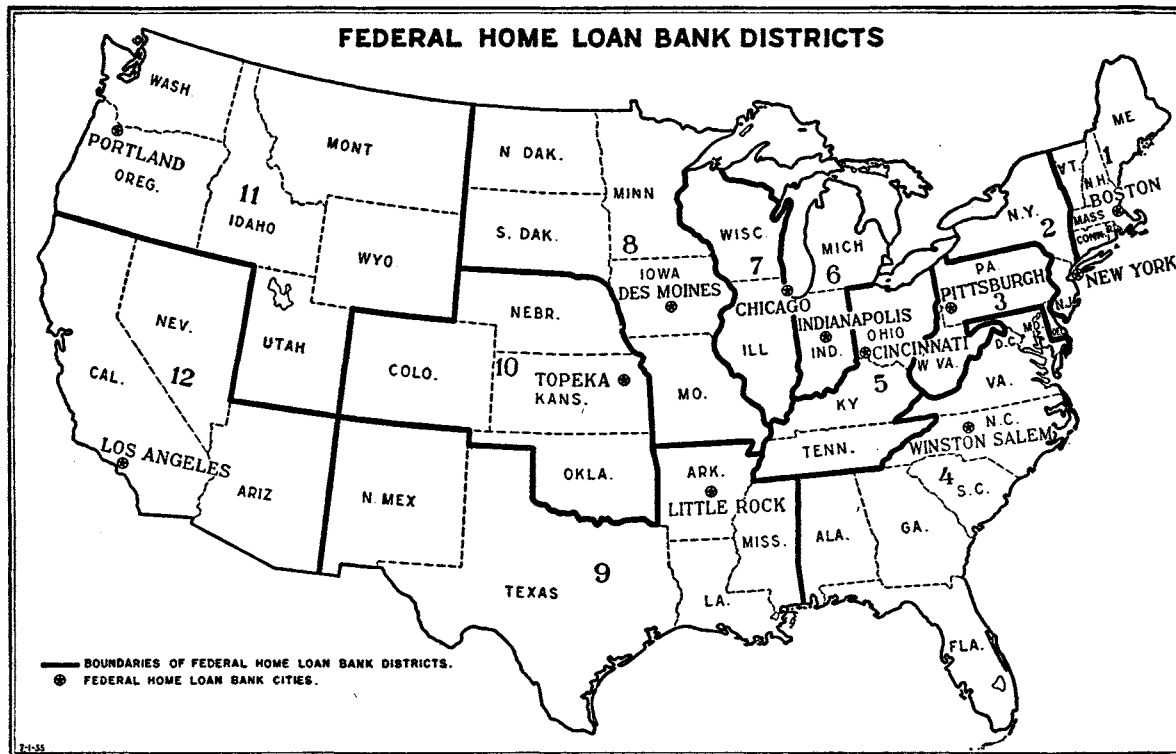 FEDERAL HOME LOAN BANK DISTRICTS
WASH.
PORTLAND
OREG.
11
IDAHO
MONT
WYO.
N DAK.
S. DAK.
MINN
8
IOWA
DES MOINES
WISC.
7
MICH
6
CHICAGO
ILL
INDIANAPOLIS
IND.
OHIO
CINCINNATI
5
KY
W VA.
PA.
PITTSBURGH
3
N.Y.
2
NEW YORK
N.J.
ME
1
VT.
N.H.
BOSTON
MASS
CONN.
R.I.
MD.
DEL.
D.C.
VA.
N.C.
WINSTON SALEM
4
S.C.
GA.
ALA.
FLA.
TENN.
MISS.
ARK.
LITTLE ROCK
LA.
MO.
NEBR.
10
TOPEKA
KANS.
COLO.
OKLA.
N. MEX
TEXAS
9
NEV.
UTAH
CAL.
12
LOS ANGELES
ARIZ
BOUNDARIES OF FEDERAL HOME LOAN BANK DISTRICTS.
FEDERAL HOME LOAN BANK CITIES.
7-1-35